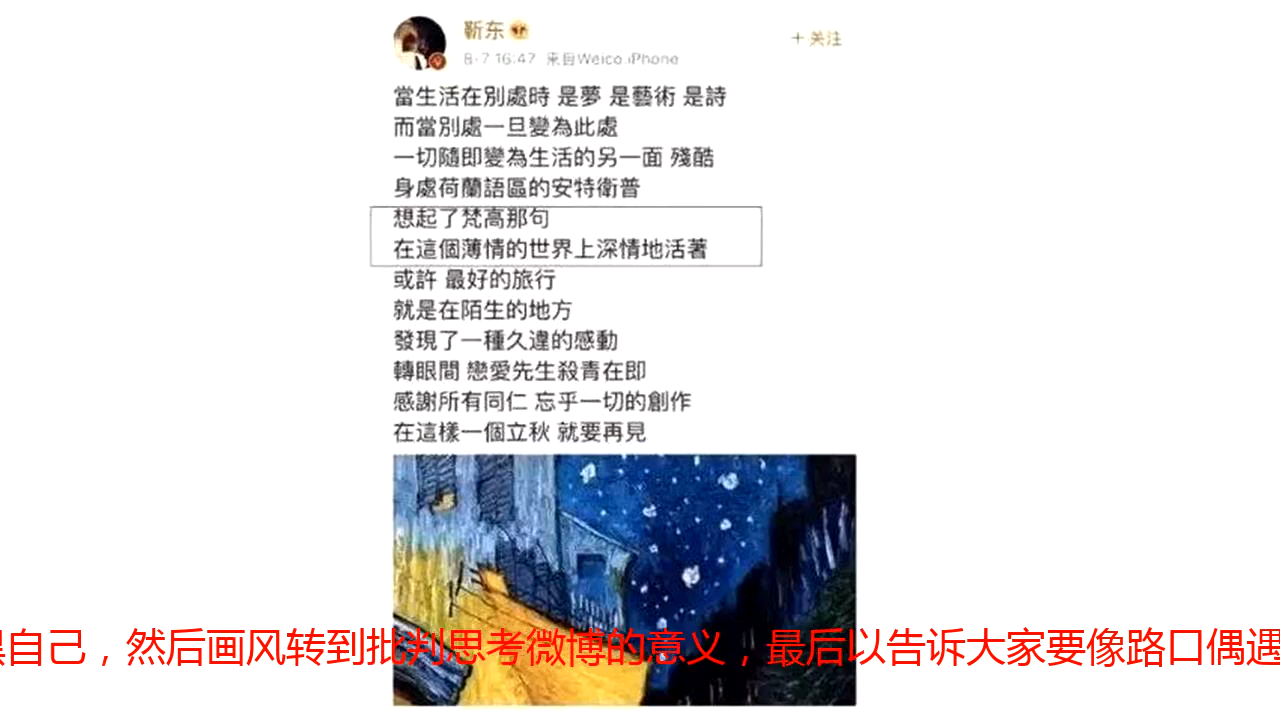 靳东
8-7 16:47 来自Weico.iPhone
+关注
當生活在別處時 是夢 是藝術 是詩
而當別處一旦變為此處
一切隨即變為生活的另一面 殘酷
身處荷蘭語區的安特衛普
想起了梵高那句
在這個薄情的世界上深情地活著
或許 最好的旅行
就是在陌生的地方
發現了一種久違的感動
轉眼間 戀愛先生殺青在即
感謝所有同仁 忘乎一切的創作
在這樣一個立秋 就要再見
自己，然后画风转到批判思考微博的意义，最后以告诉大家要像路口偶遇